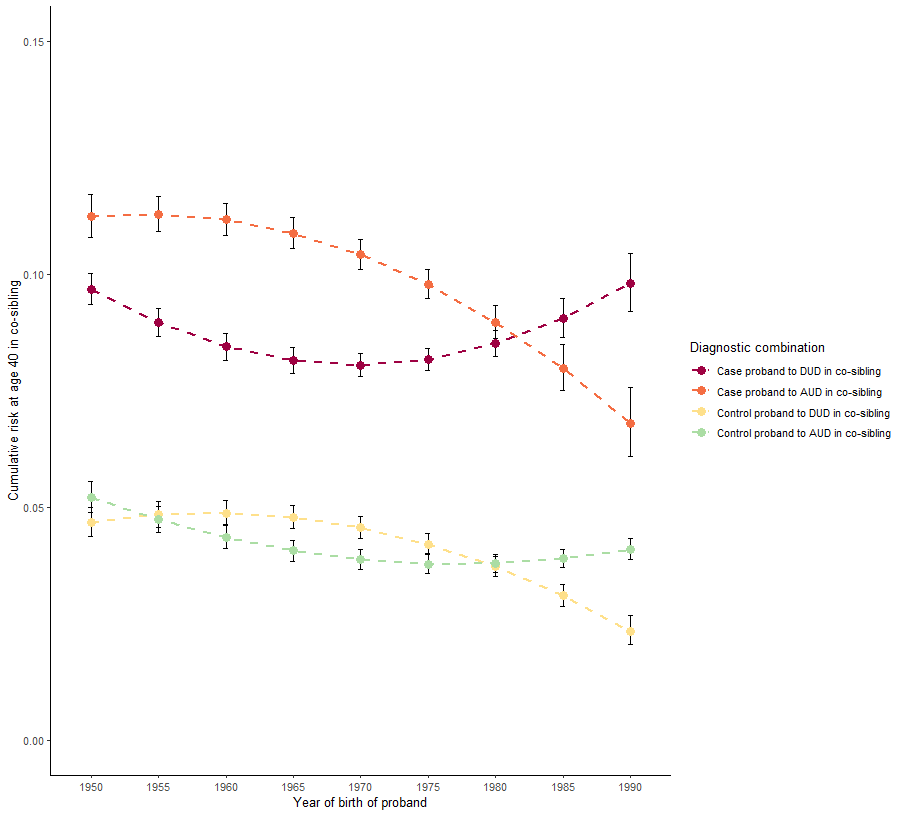 0.15
0.10
0.05
0.00
Cumulative risk at age 40 in co-sibling
1950 1955 1960 1965 1970 1975 1980 1985 1990
Year of birth of proband
Diagnostic combination
Case proband to DUD in co-sibling
Case proband to AUD in co-sibling
Control proband to DUD in co-sibling
Control proband to AUD in co-sibling